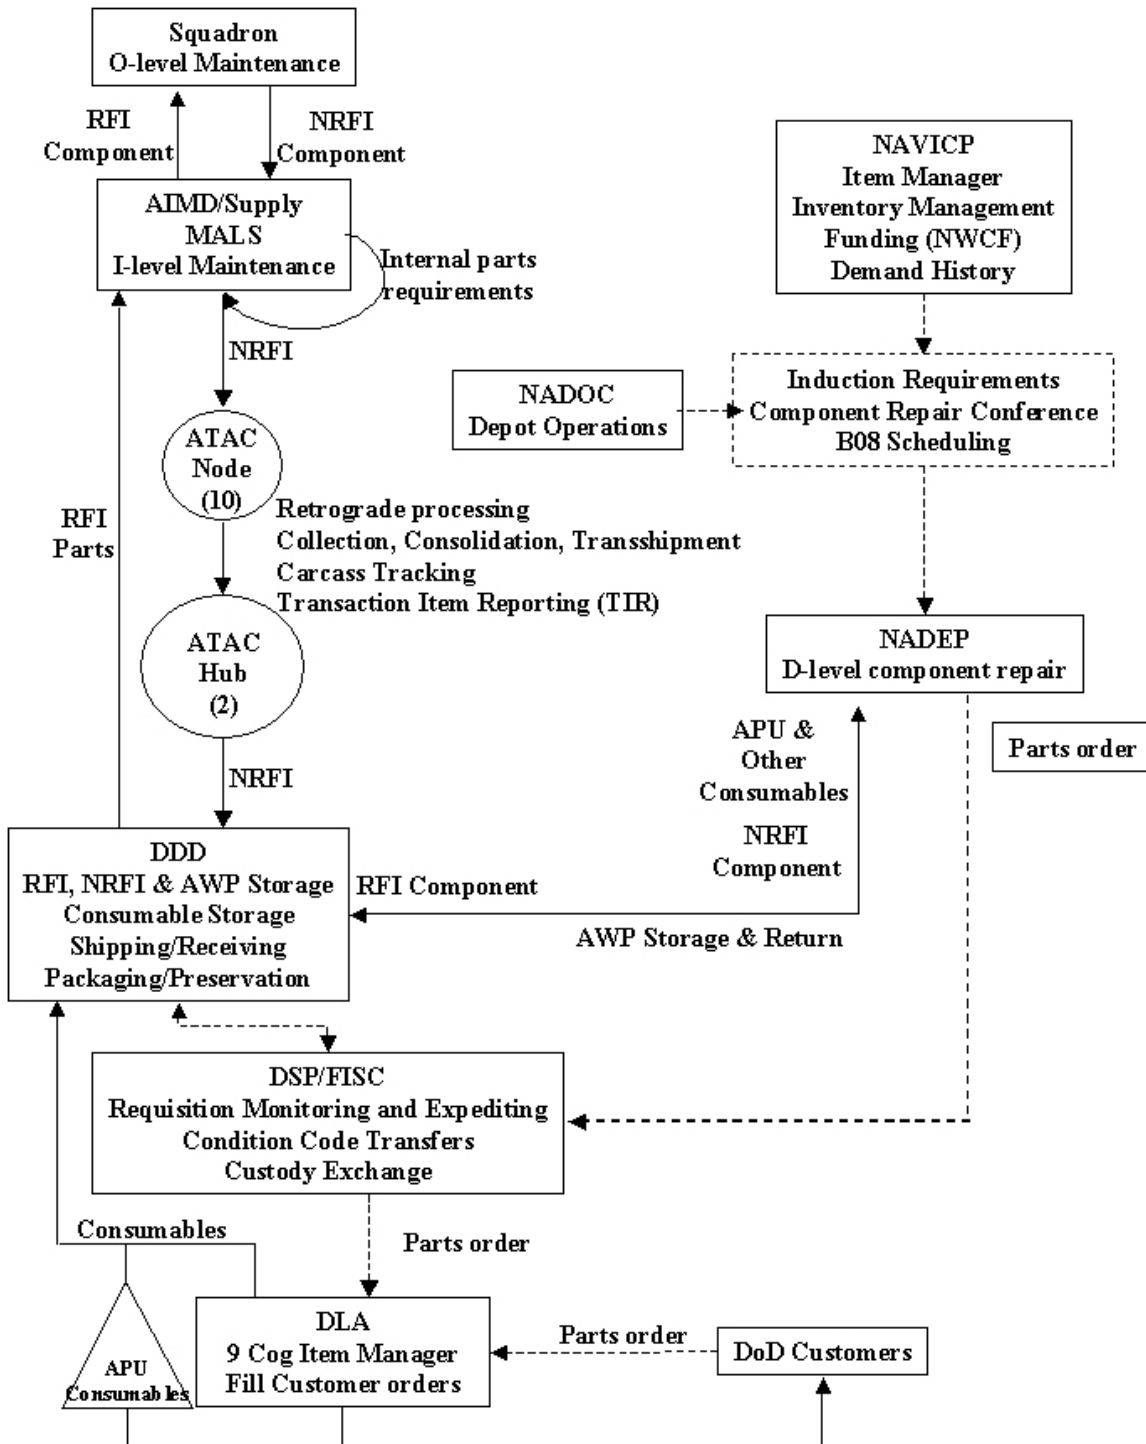 Squadron
O-level Maintenance
RFI
Component
NRFI
Component
AIMD/Supply
MALS
I-level Maintenance
Internal parts
requirements
NAVICP
Item Manager
Inventory Management
Funding (NWCF)
Demand History
NRFI
NADOC
Depot Operations
Induction Requirements
Component Repair Conference
B08 Scheduling
ATAC
Node
(10)
RFI
Parts
Retrograde processing
Collection, Consolidation, Transshipment
Carcass Tracking
Transaction Item Reporting (TIR)
ATAC
Hub
(2)
NADEP
D-level component repair
NRFI
APU &
Other
Consumables
NRFI
Component
Parts order
DDD
RFI, NRFI & AWP Storage
Consumable Storage
Shipping/Receiving
Packaging/Preservation
RFI Component
AWP Storage & Return
DSP/FISC
Requisition Monitoring and Expediting
Condition Code Transfers
Custody Exchange
Consumables
Parts order
APU
Consumables
DLA
9 Cog Item Manager
Fill Customer orders
Parts order
DoD Customers